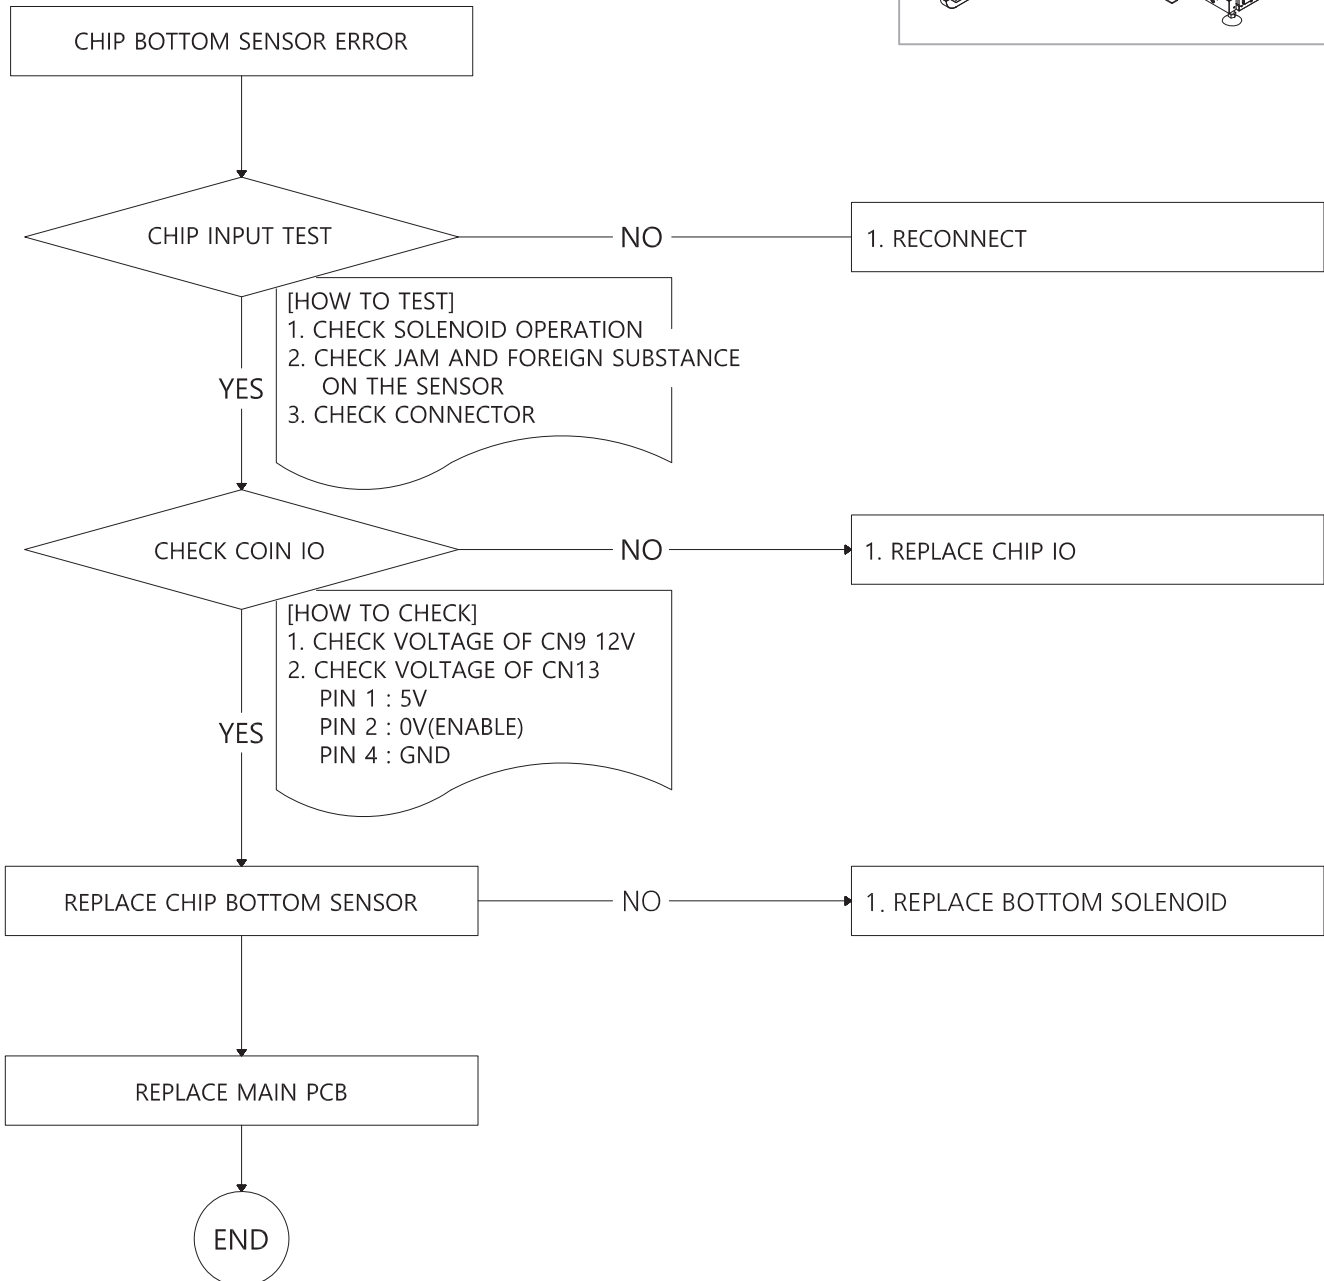 CHIP BOTTOM SENSOR ERROR
CHIP INPUT TEST
NO
1. RECONNECT
[HOW TO TEST]
1. CHECK SOLENOID OPERATION
2. CHECK JAM AND FOREIGN SUBSTANCE
ON THE SENSOR
3. CHECK CONNECTOR
YES
CHECK COIN IO
NO
1. REPLACE CHIP IO
[HOW TO CHECK]
1. CHECK VOLTAGE OF CN9 12V
2. CHECK VOLTAGE OF CN13
PIN 1 : 5V
PIN 2 : 0V(ENABLE)
PIN 4 : GND
YES
REPLACE CHIP BOTTOM SENSOR
NO
1. REPLACE BOTTOM SOLENOID
REPLACE MAIN PCB
END